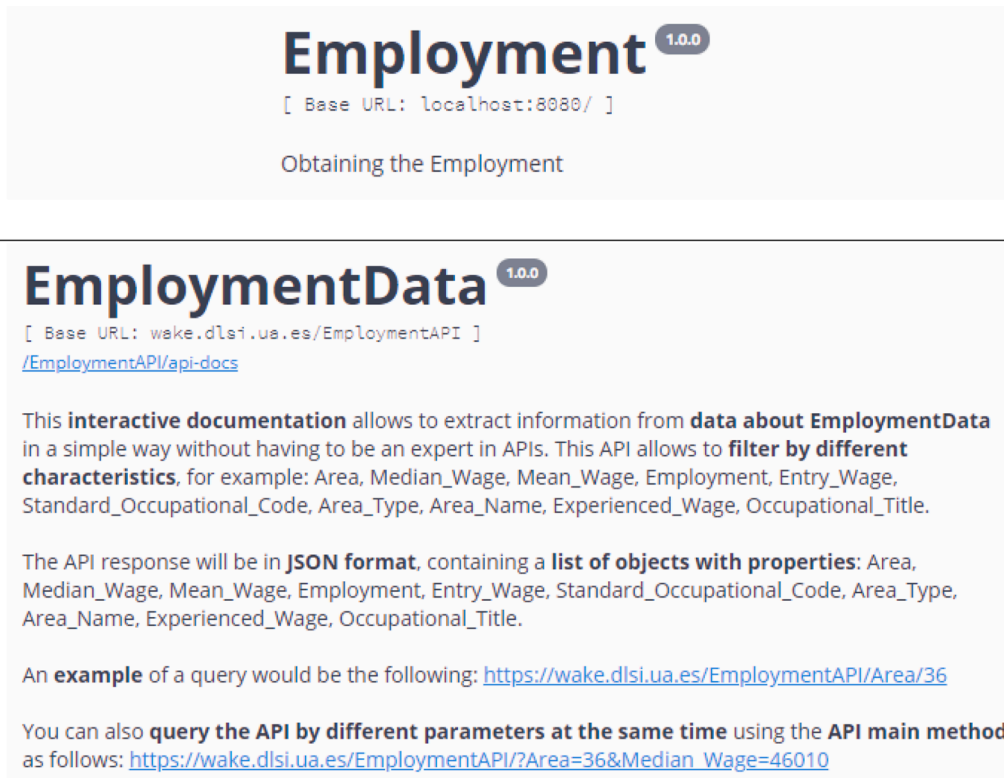 Employment 1.0.0
[ Base URL: localhost:8080/ ]
Obtaining the Employment
EmploymentData 1.0.0
[ Base URL: wake.dlsi.ua.es/EmploymentAPI ]
/EmploymentAPI/api-docs
This interactive documentation allows to extract information from data about EmploymentData
in a simple way without having to be an expert in APIs. This API allows to filter by different
characteristics, for example: Area, Median_Wage, Mean_Wage, Employment, Entry_Wage,
Standard_Occupational_Code, Area_Type, Area_Name, Experienced_Wage, Occupational_Title.
The API response will be in JSON format, containing a list of objects with properties: Area,
Median_Wage, Mean_Wage, Employment, Entry_Wage, Standard_Occupational_Code, Area_Type,
Area_Name, Experienced_Wage, Occupational_Title.
An example of a query would be the following: https://wake.dlsi.ua.es/EmploymentAPI/Area/36
You can also query the API by different parameters at the same time using the API main method
as follows: https://wake.dlsi.ua.es/EmploymentAPI/?Area=36&Median_Wage=46010